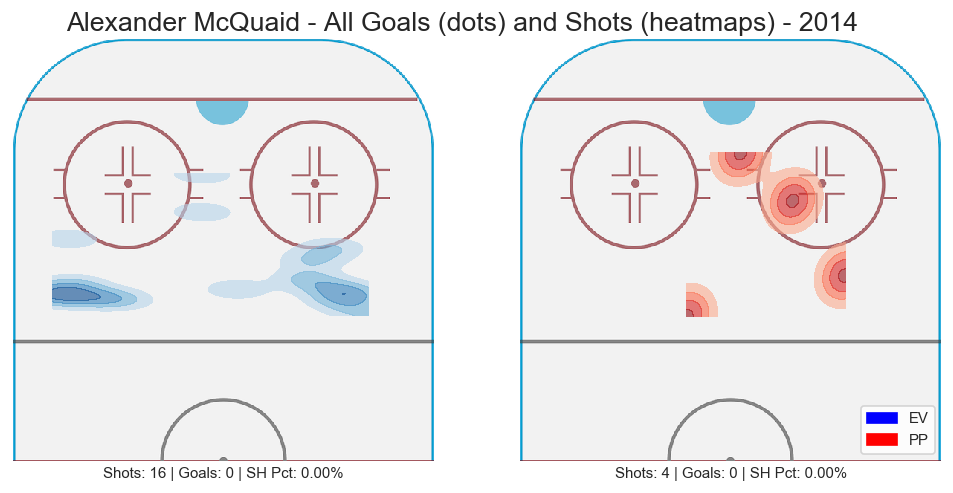 Alexander McQuaid - All Goals (dots) and Shots (heatmaps) - 2014
EV
PP
Shots: 16 | Goals: 0 | SH Pct: 0.00%
Shots: 4 | Goals: 0 | SH Pct: 0.00%